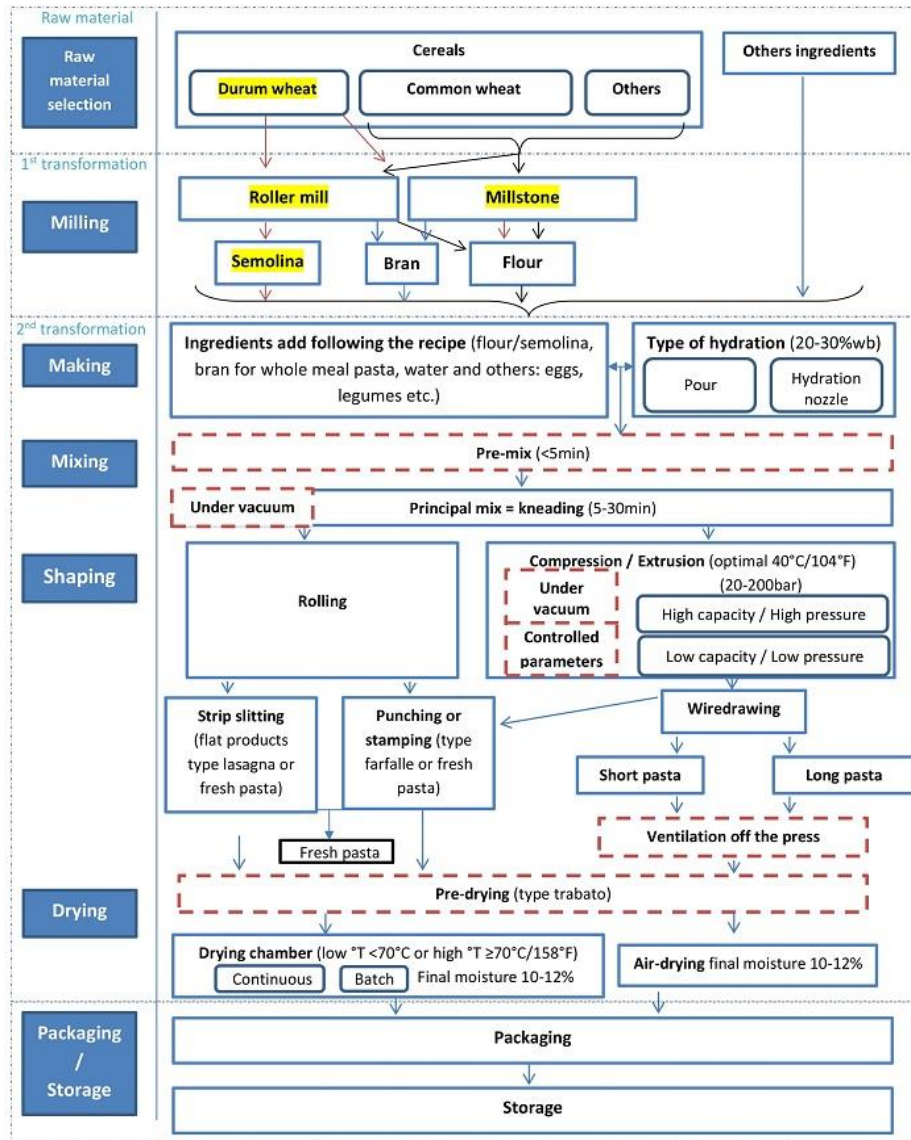 Raw material
Raw
material
selection
Cereals
Durum wheat
Common wheat
Others
Others ingredients
1st transformation
Milling
Roller mill
Millstone
Semolina
Bran
Flour
2nd transformation
Making
Ingredients add following the recipe (flour/semolina,
bran for whole meal pasta, water and others: eggs,
legumes etc.)
Type of hydration (20-30%wb)
Pour
Hydration
nozzle
Mixing
Pre-mix (<5min)
Under vacuum
Principal mix = kneading (5-30min)
Shaping
Rolling
Compression / Extrusion (optimal 40°C/104°F)
(20-200bar)
Under
vacuum
High capacity / High pressure
Controlled
parameters
Low capacity / Low pressure
Strip slitting
(flat products
type lasagna or
fresh pasta)
Punching or
stamping (type
farfalle or fresh
pasta)
Wiredrawing
Short pasta
Long pasta
Fresh pasta
Ventilation off the press
Drying
Pre-drying (type trabato)
Drying chamber (low °T <70°C or high °T ≥70°C/158°F)
Continuous
Batch
Final moisture 10-12%
Air-drying final moisture 10-12%
Packaging
/
Storage
Packaging
Storage